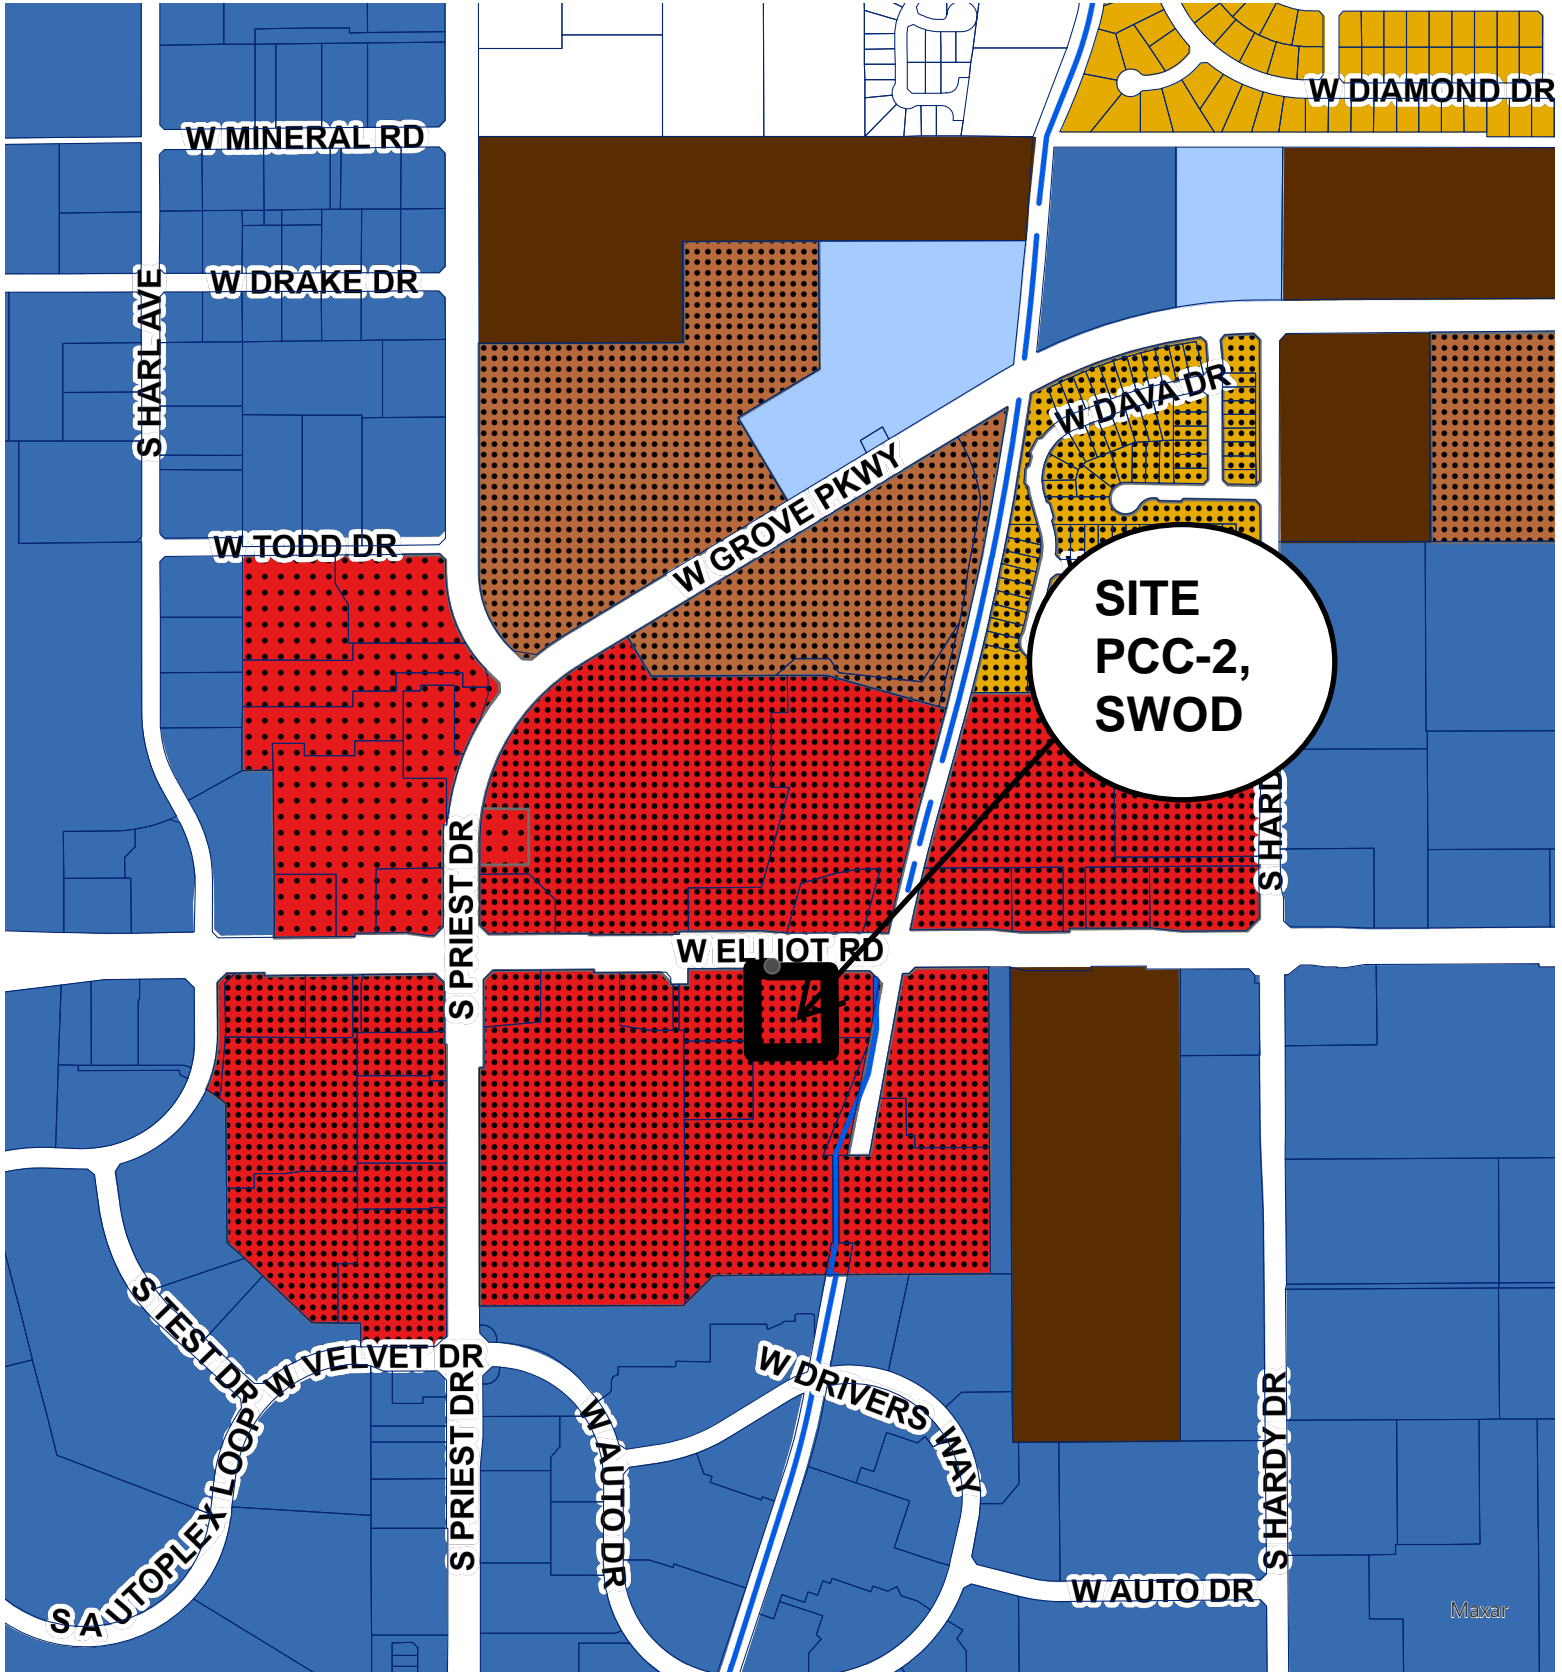 W DIAMOND DR
W MINERAL RD
W DRAKE DR
S HARL AVE
W DAVA DR
W GROVE PKWY
W TODD DR
SITE
PCC-2,
SWOD
S HARD
S PRIEST DR
W ELLIOT RD
S TEST DR
W VELVET DR
W DRIVERS WAY
S PRIEST DR
W AUTO DR
S HARDY DR
S AUTOPLEX LOOP
W AUTO DR
Maxar